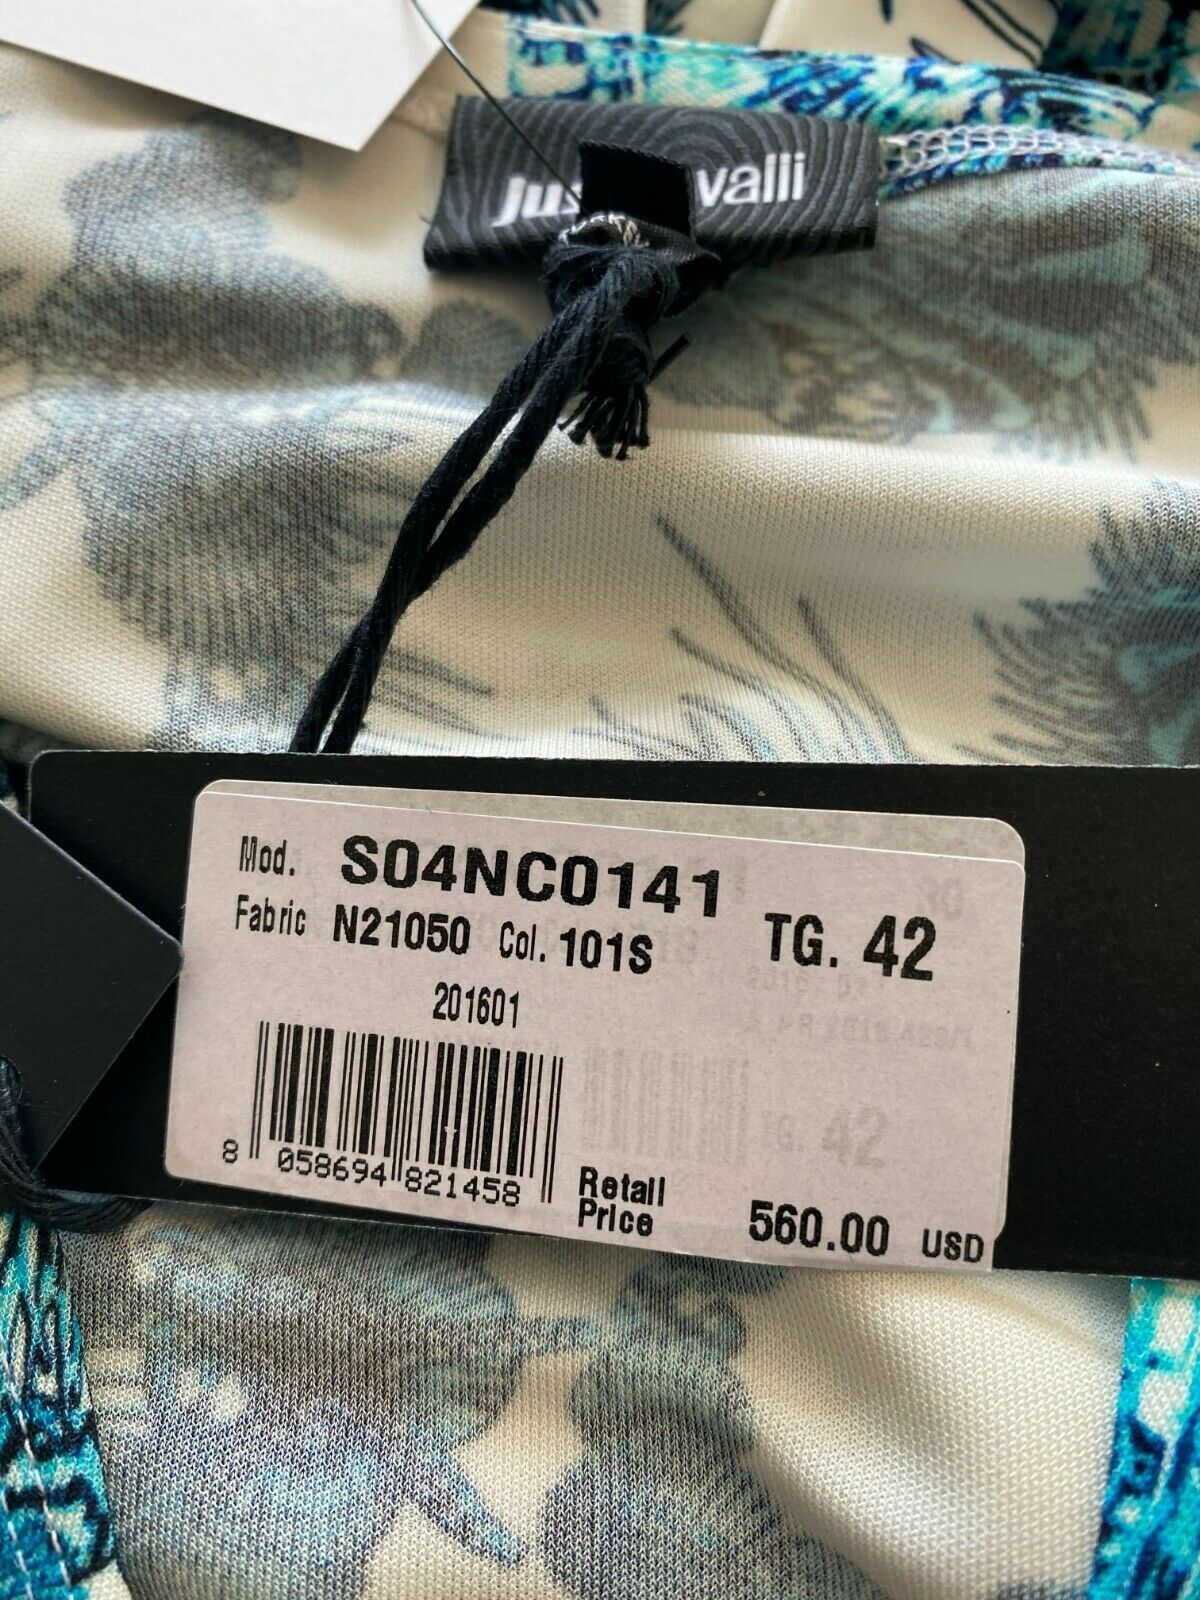 valli
Mod. S04NC0141
Fabric N21050 Col. 101S TG. 42
201601
8 058694 821458
Retail
Price 560.00 USD
TG. 42